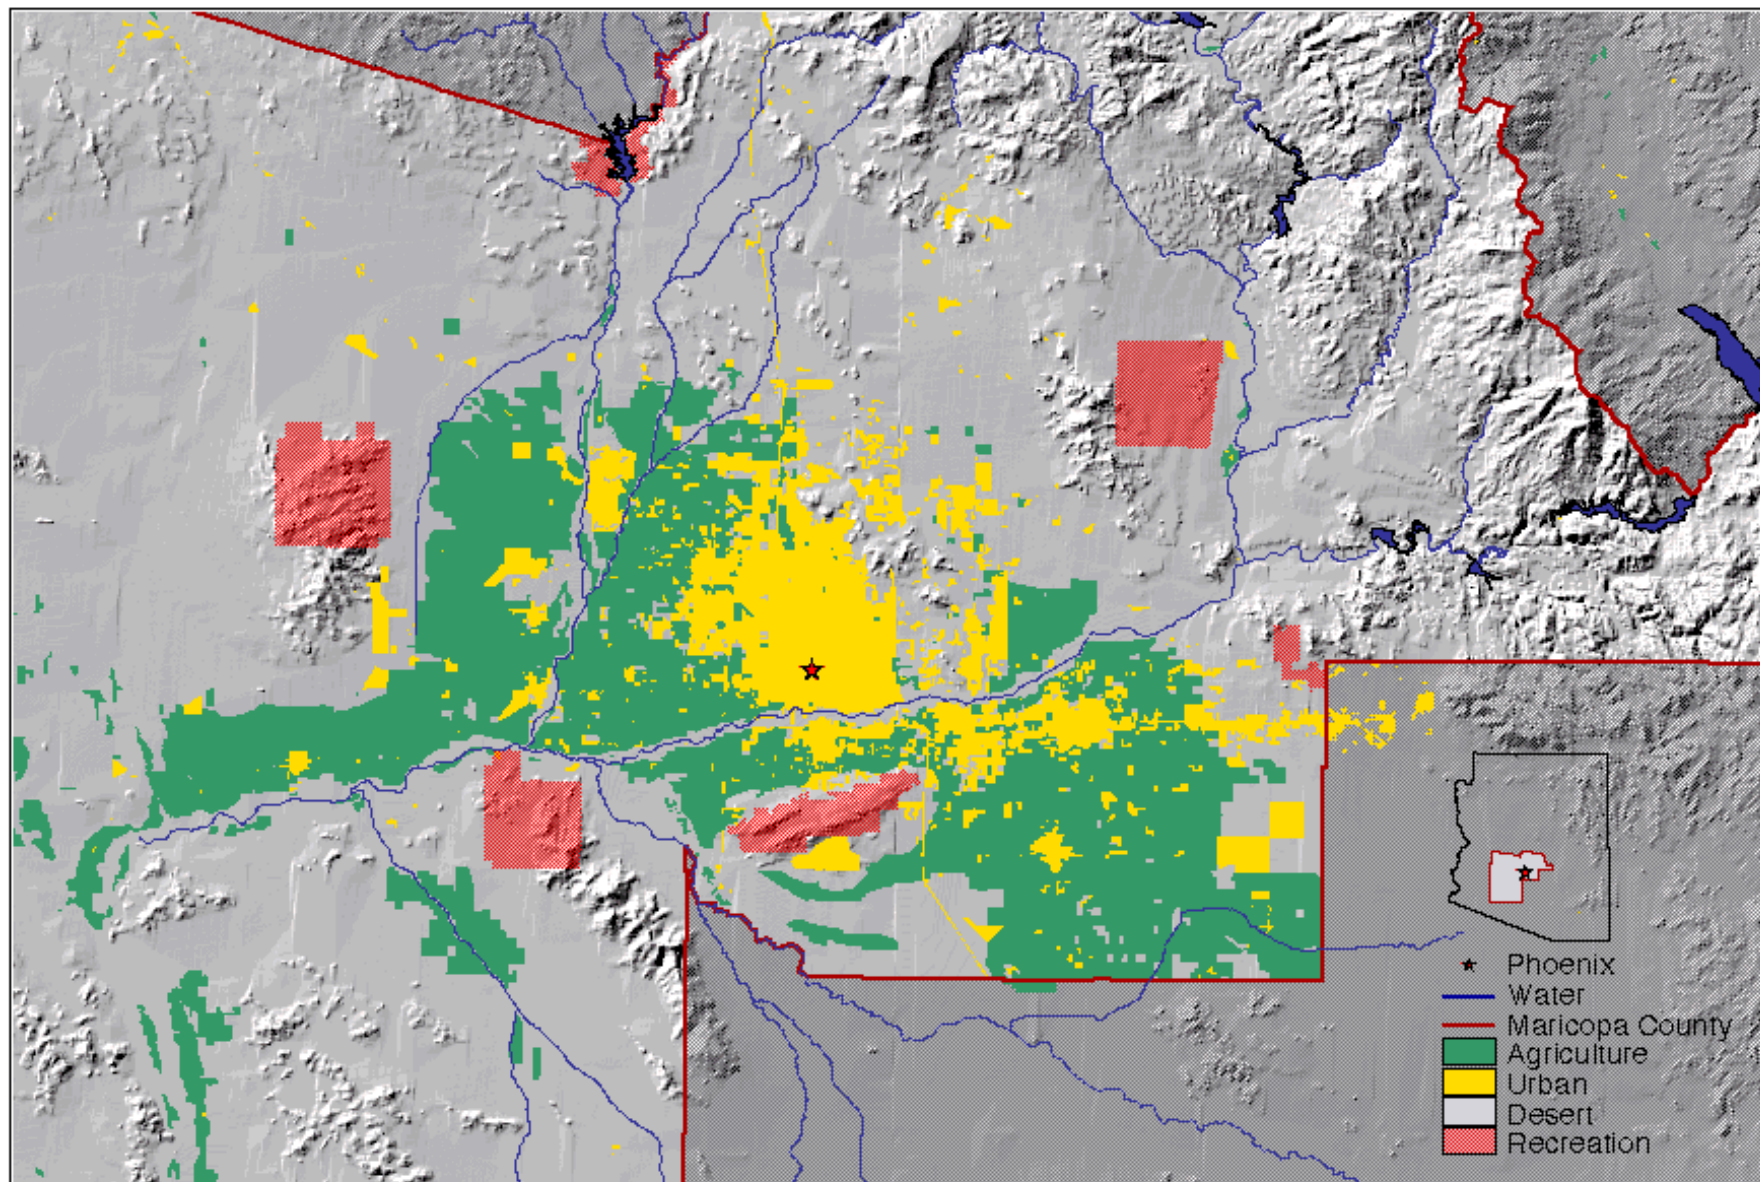 Phoenix
Water
Maricopa County
Agriculture
Urban
Desert
Recreation